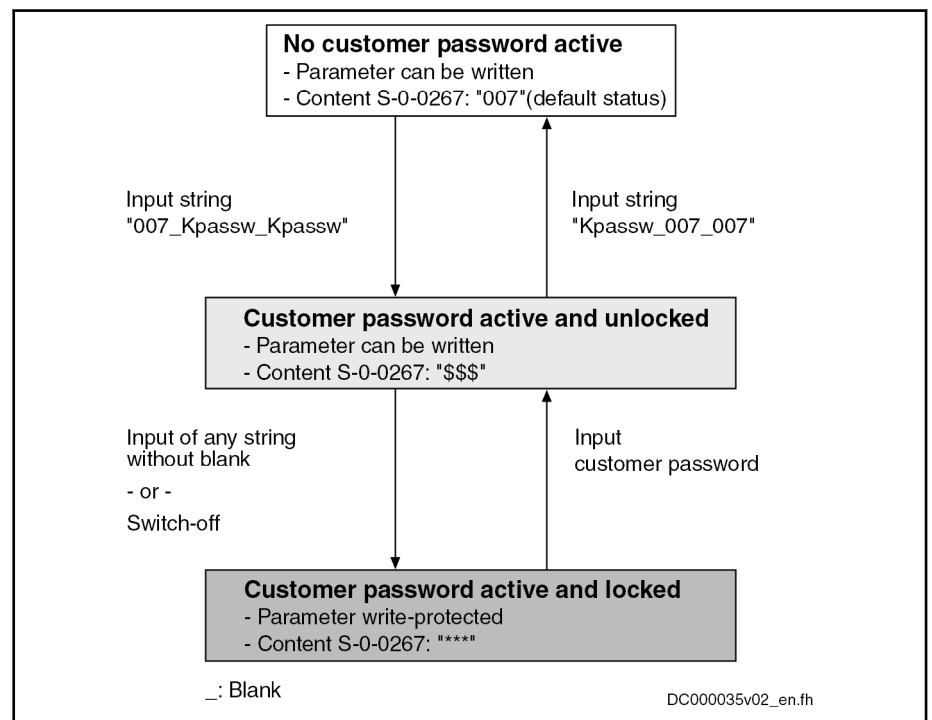 No customer password active
- Parameter can be written
- Content S-0-0267: "007"(default status)
Input string
"007_Kpassw_Kpassw"
Input string
"Kpassw_007_007"
Customer password active and unlocked
- Parameter can be written
- Content S-0-0267: "$$$"
Input of any string
without blank
- or -
Switch-off
Input
customer password
Customer password active and locked
- Parameter write-protected
- Content S-0-0267: "***"
_: Blank
DC000035v02_en.fh